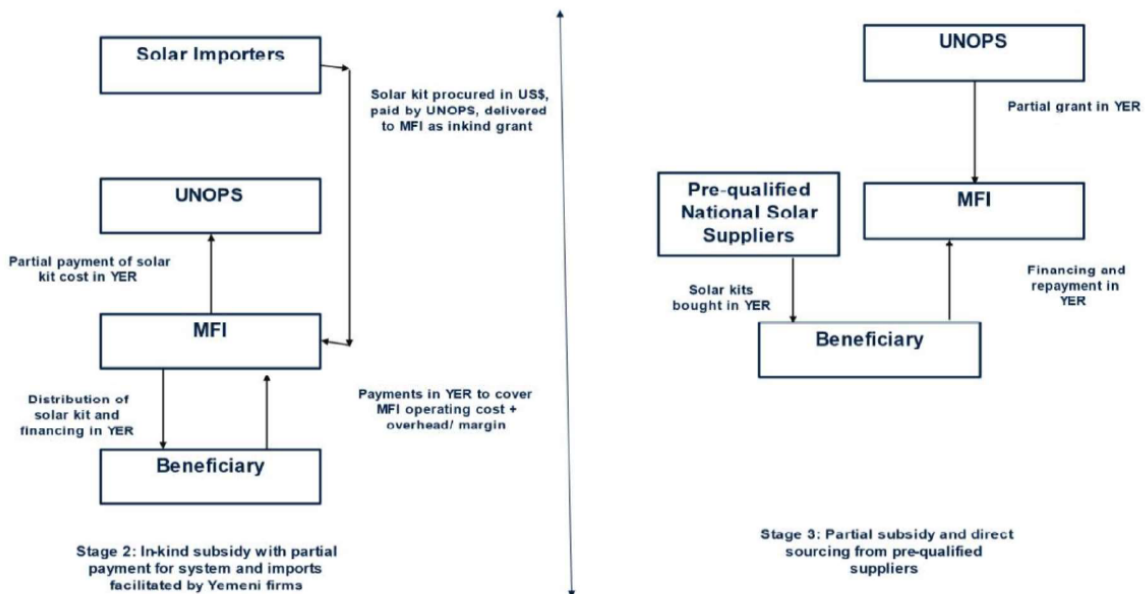 Solar Importers
Solar kit procured in US$,
paid by UNOPS, delivered
to MFI as inkind grant
UNOPS
Partial payment of solar
kit cost in YER
MFI
Distribution of
solar kit and
financing in YER
Payments in YER to cover
MFI operating cost +
overhead/ margin
Beneficiary
Stage 2: In-kind subsidy with partial
payment for system and imports
facilitated by Yemeni firms
UNOPS
Partial grant in YER
Pre-qualified
National Solar
Suppliers
MFI
Solar kits
bought in YER
Financing and
repayment in
YER
Beneficiary
Stage 3: Partial subsidy and direct
sourcing from pre-qualified
suppliers